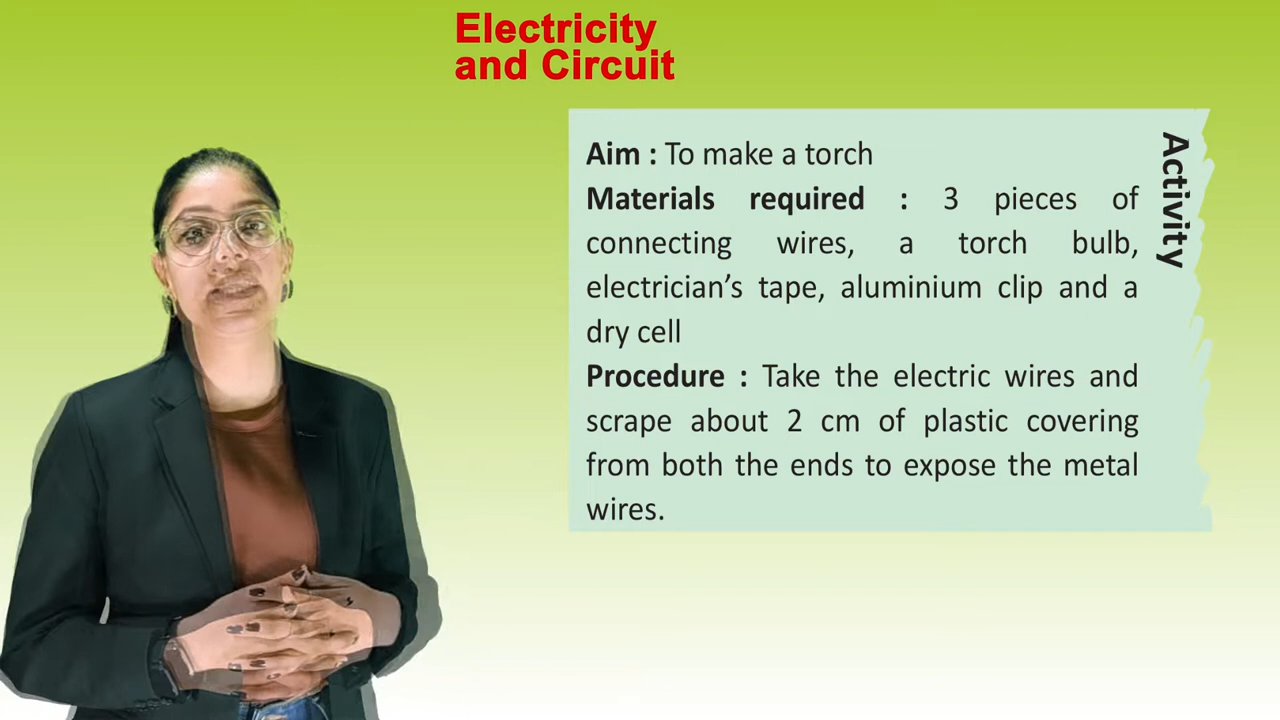 Electricity
and Circuit
Aim : To make a torch
Materials required : 3 pieces of
connecting wires, a torch bulb,
electrician’s tape, aluminium clip and a
dry cell
Procedure : Take the electric wires and
scrape about 2 cm of plastic covering
from both the ends to expose the metal
wires.
Activity